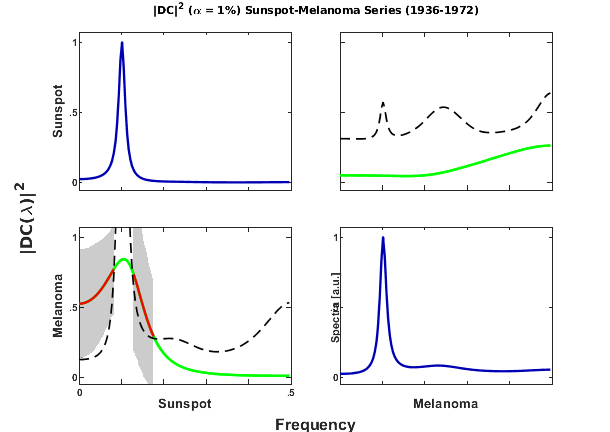 |DC|² (α = 1%) Sunspot-Melanoma Series (1936-1972)
Sunspot
1
.5
0
|DC(λ)|²
Melanoma
1
.5
0
Spectra [a.u.]
1
.5
0
0
.5
Sunspot
Melanoma
Frequency